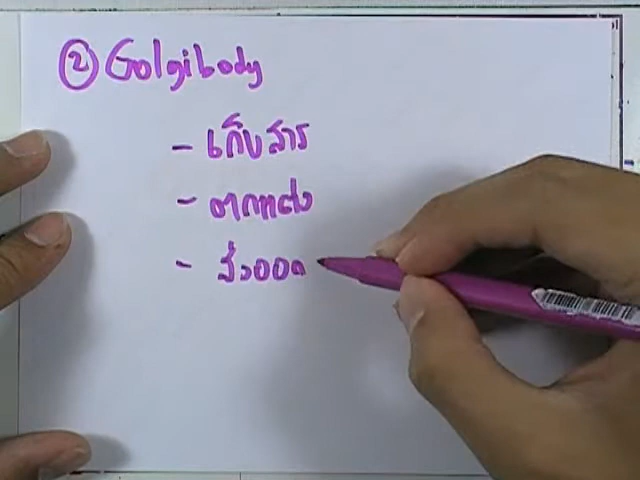 ② Golgi body
- เก็บสาร
- ตกแต่ง
- ส่งออก